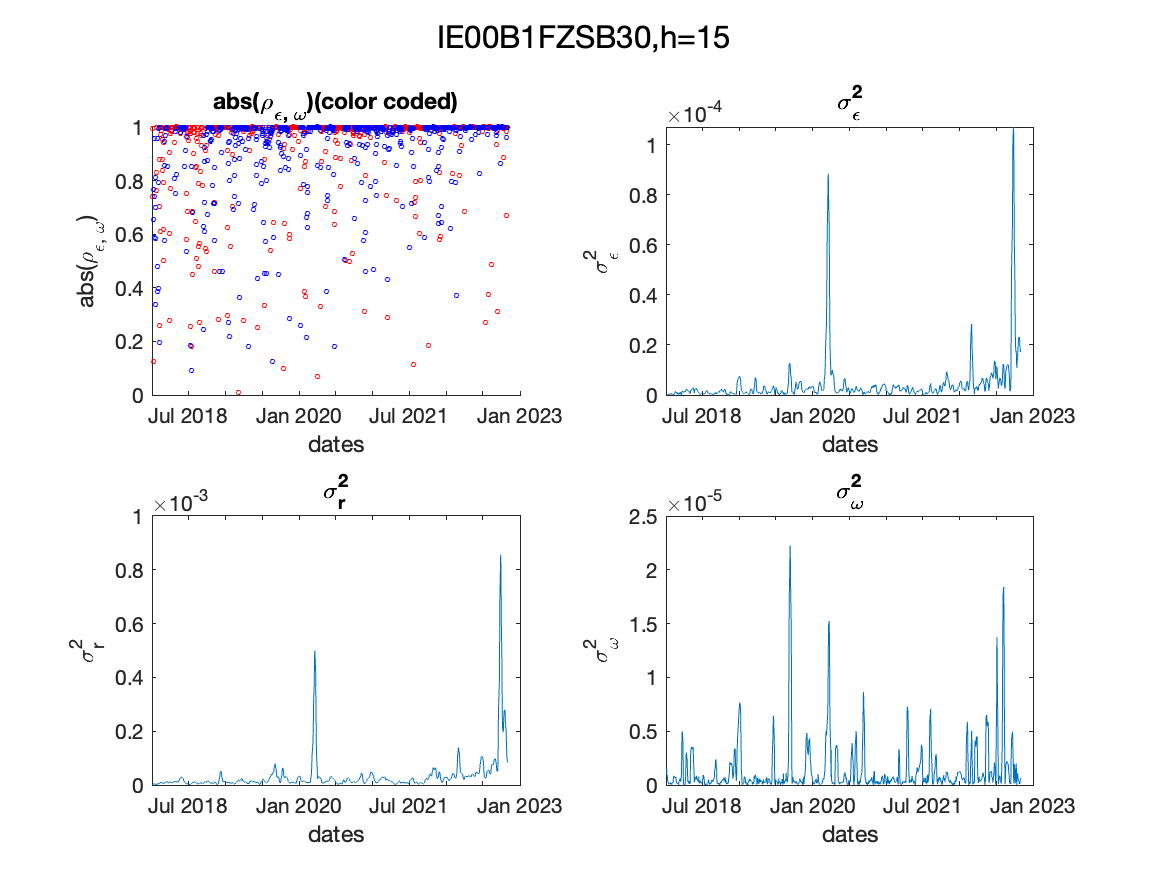 IE00B1FZSB30,h=15
abs(ρϵ, ω)(color coded)
abs(ρϵ, ω)
1
0.8
0.6
0.4
0.2
0
Jul 2018 Jan 2020 Jul 2021 Jan 2023
dates
σ²ϵ
×10-4
σ²ϵ
1
0.8
0.6
0.4
0.2
0
Jul 2018 Jan 2020 Jul 2021 Jan 2023
dates
σ²r
×10-3
σ²r
1
0.8
0.6
0.4
0.2
0
Jul 2018 Jan 2020 Jul 2021 Jan 2023
dates
σ²ω
×10-5
σ²ω
2.5
2
1.5
1
0.5
0
Jul 2018 Jan 2020 Jul 2021 Jan 2023
dates